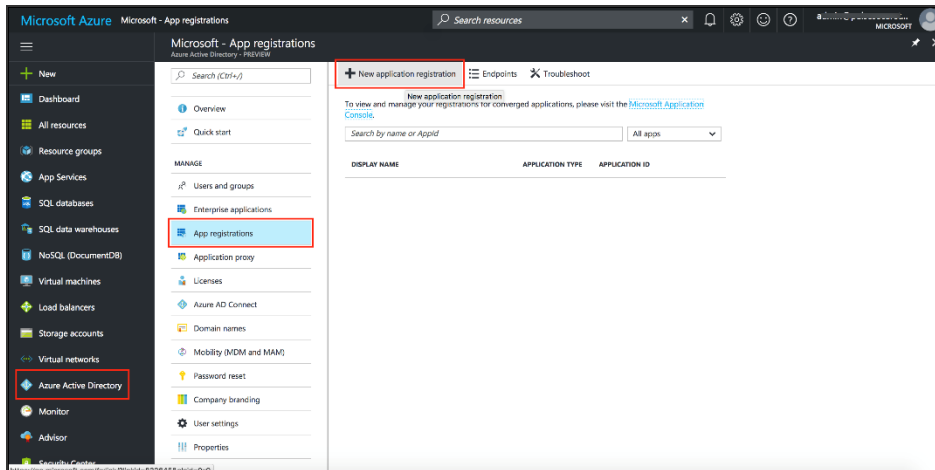 Microsoft Azure Microsoft - App registrations
Search resources
MICROSOFT
Microsoft - App registrations
Azure Active Directory - PREVIEW
New
Dashboard
All resources
Resource groups
App Services
SQL databases
SQL data warehouses
NoSQL (DocumentDB)
Virtual machines
Load balancers
Storage accounts
Virtual networks
Azure Active Directory
Monitor
Advisor
Security Center
Search (Ctrl+/)
Overview
Quick start
MANAGE
Users and groups
Enterprise applications
App registrations
Application proxy
Licenses
Azure AD Connect
Domain names
Mobility (MDM and MAM)
Password reset
Company branding
User settings
Properties
New application registration Endpoints Troubleshoot
New application registration
To view and manage your registrations for converged applications, please visit the Microsoft Application
Console.
Search by name or AppId All apps
DISPLAY NAME APPLICATION TYPE APPLICATION ID